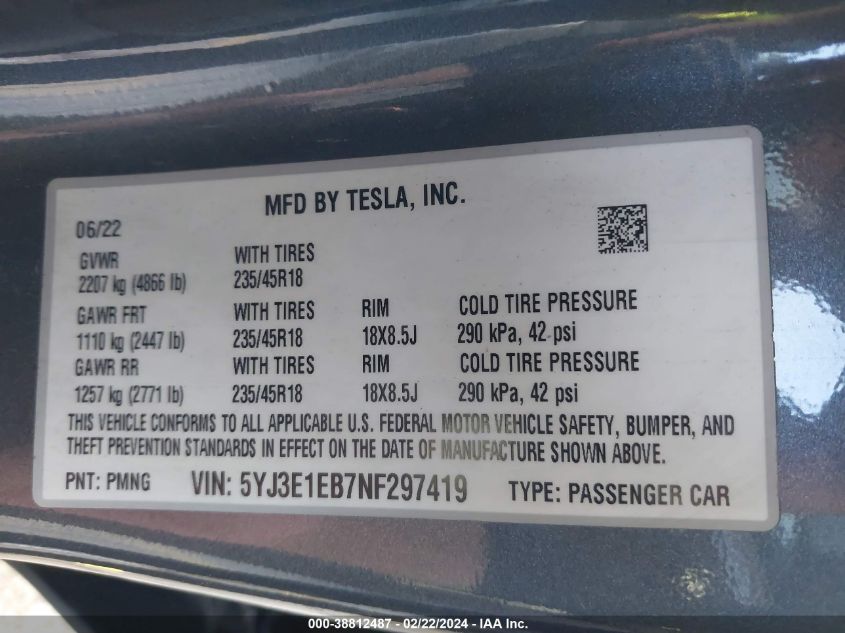 MFD BY TESLA, INC.
06/22
GVWR WITH TIRES
2207 kg (4866 lb) 235/45R18
GAWR FRT WITH TIRES RIM COLD TIRE PRESSURE
1110 kg (2447 lb) 235/45R18 18X8.5J 290 kPa, 42 psi
GAWR RR WITH TIRES RIM COLD TIRE PRESSURE
1257 kg (2771 lb) 235/45R18 18X8.5J 290 kPa, 42 psi
THIS VEHICLE CONFORMS TO ALL APPLICABLE U.S. FEDERAL MOTOR VEHICLE SAFETY, BUMPER, AND
THEFT PREVENTION STANDARDS IN EFFECT ON THE DATE OF MANUFACTURE SHOWN ABOVE.
PNT: PMNG VIN: 5YJ3E1EB7NF297419 TYPE: PASSENGER CAR
000-38812487 - 02/22/2024 - IAA Inc.